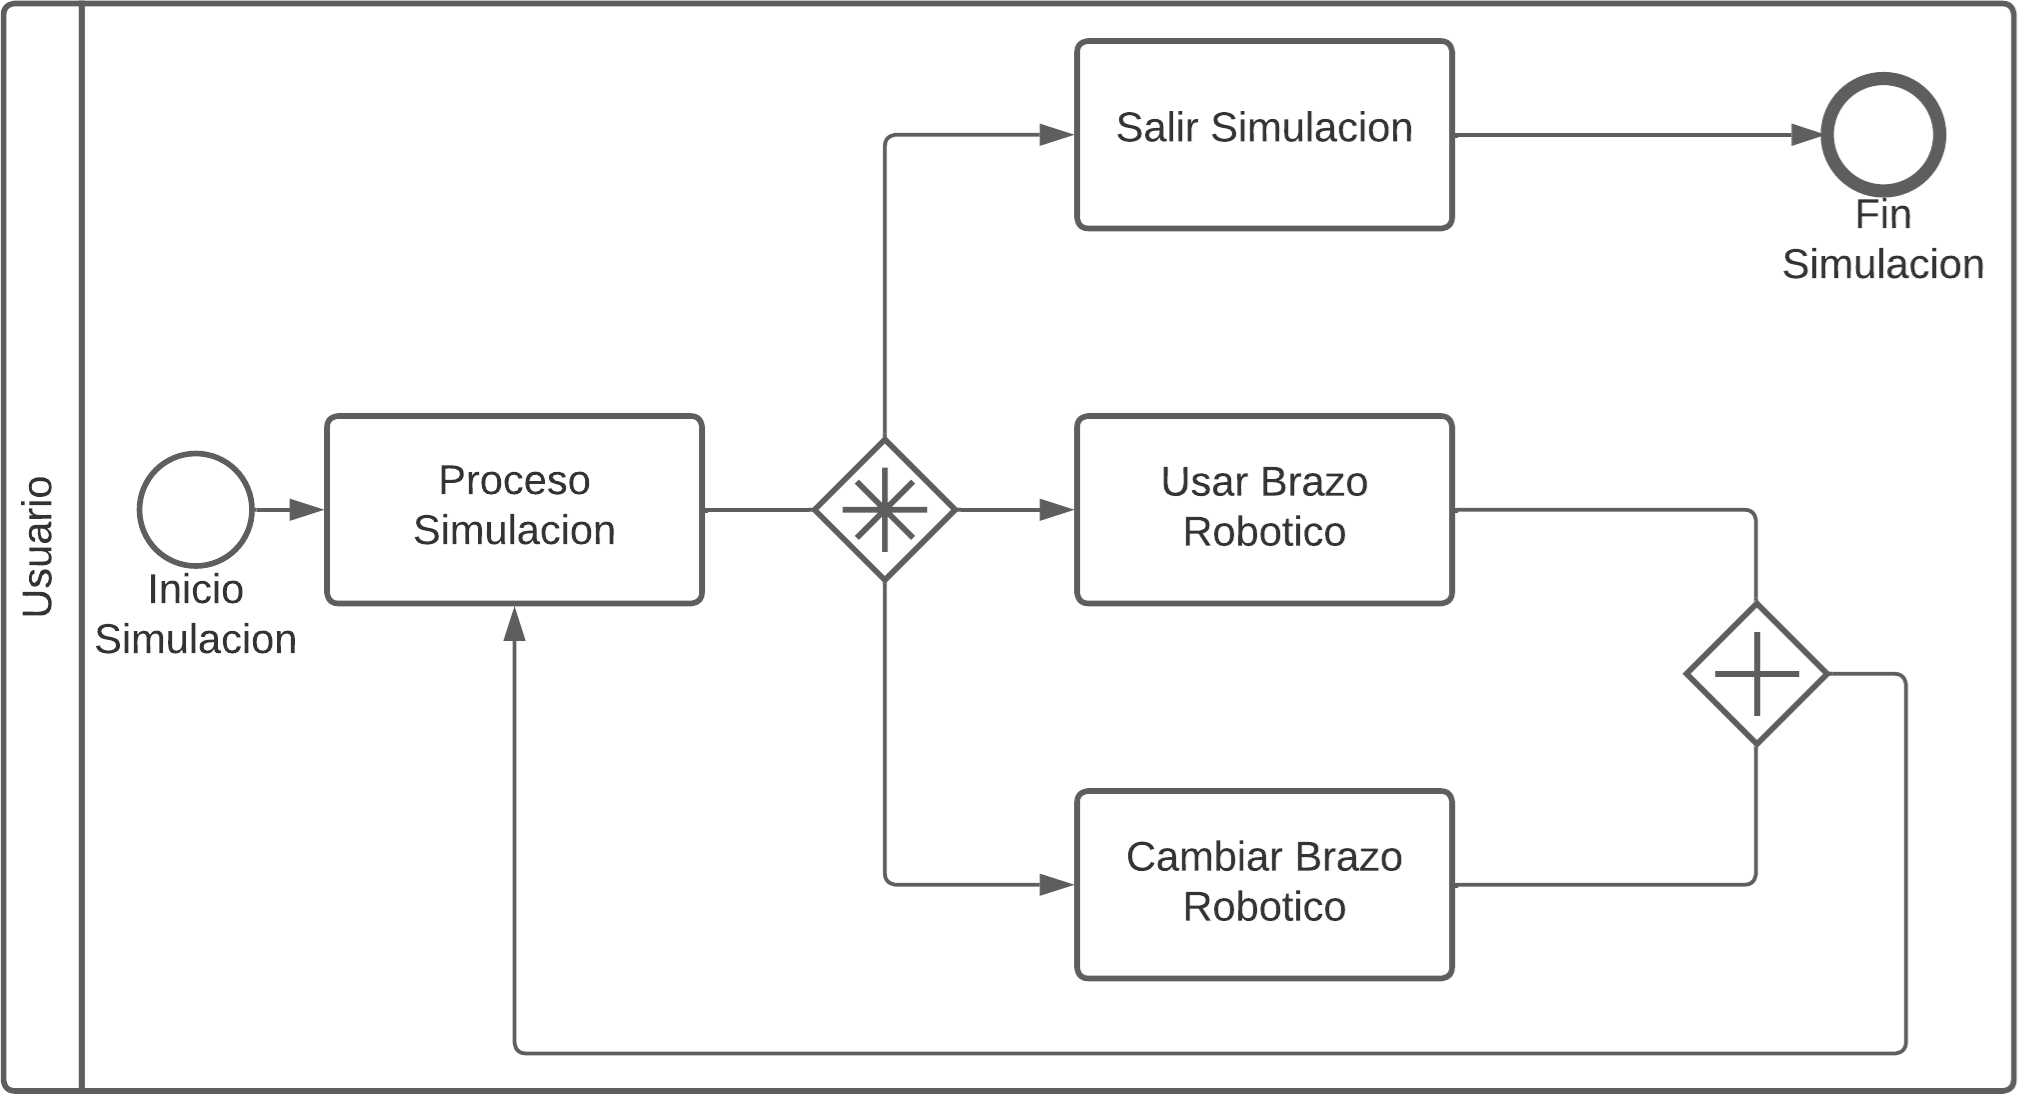 Usuario
Inicio
Simulacion
Proceso
Simulacion
Salir Simulacion
Fin
Simulacion
Usar Brazo
Robotico
Cambiar Brazo
Robotico